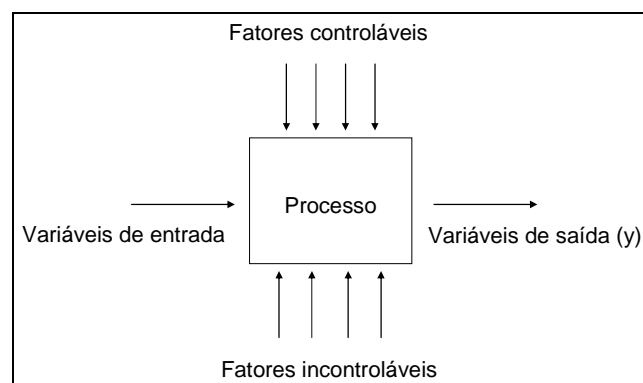 Fatores controláveis
Processo
Variáveis de entrada
Variáveis de saída (y)
Fatores incontroláveis